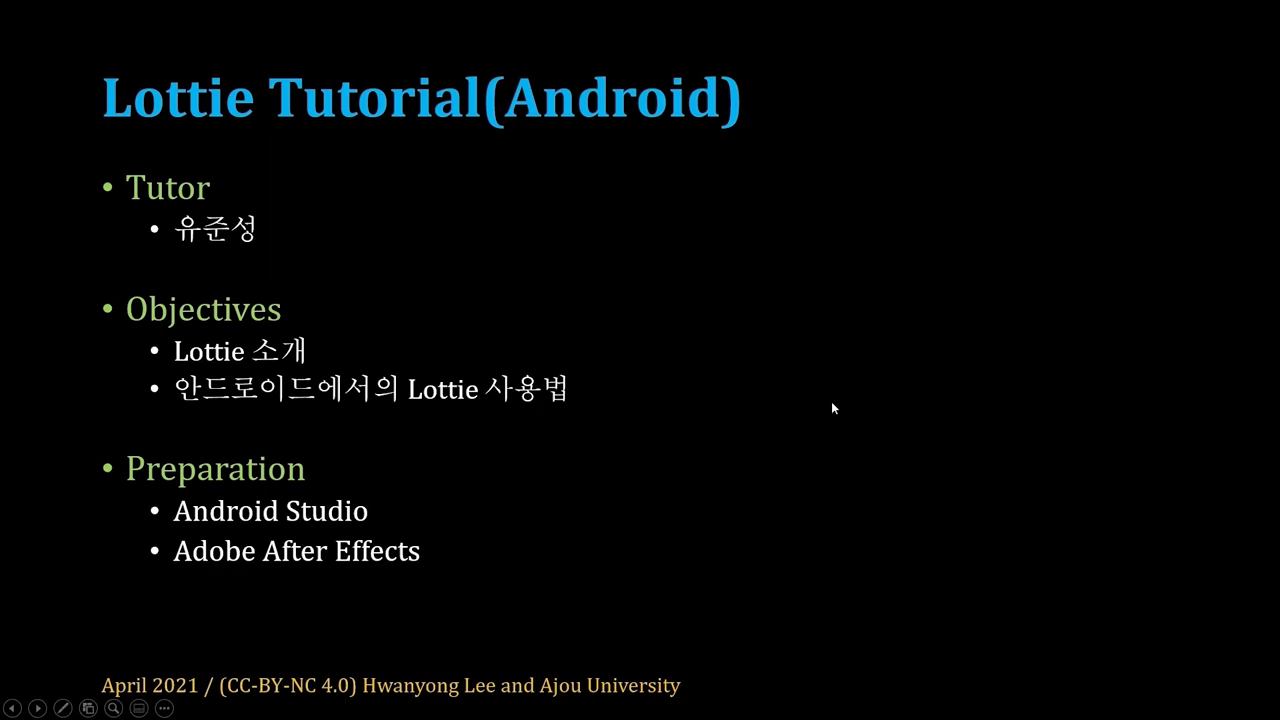 Lottie Tutorial(Android)
• Tutor
• 유준성
• Objectives
• Lottie 소개
• 안드로이드에서의 Lottie 사용법
• Preparation
• Android Studio
• Adobe After Effects
April 2021 / (CC-BY-NC 4.0) Hwanyong Lee and Ajou University